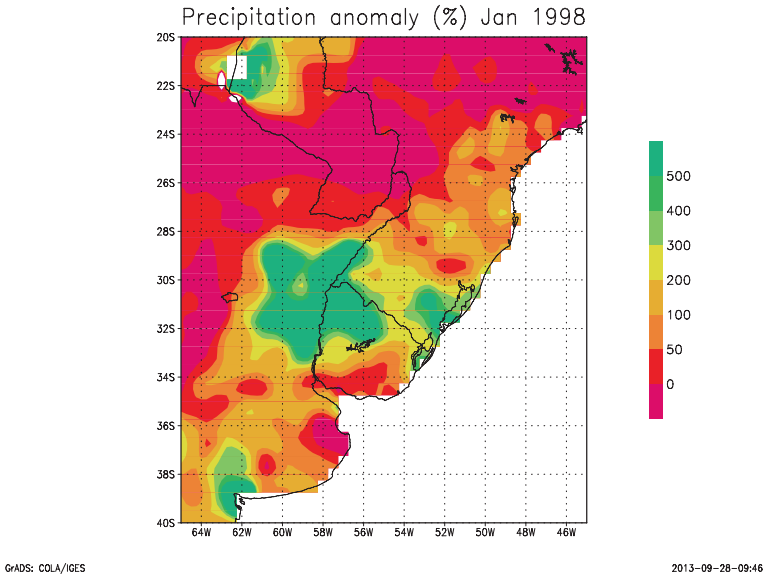 Precipitation anomaly (%) Jan 1998
20S
22S
24S
26S
28S
30S
32S
34S
36S
38S
40S
64W 62W 60W 58W 56W 54W 52W 50W 48W 46W
500
400
300
200
100
50
0
GrADS: COLA/IGES 2013-09-28-09:46